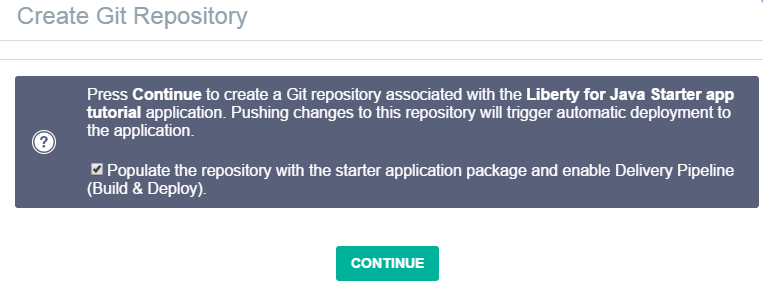 Create Git Repository
Press Continue to create a Git repository associated with the Liberty for Java Starter app
tutorial application. Pushing changes to this repository will trigger automatic deployment to
the application.
?
Populate the repository with the starter application package and enable Delivery Pipeline
(Build & Deploy).
CONTINUE